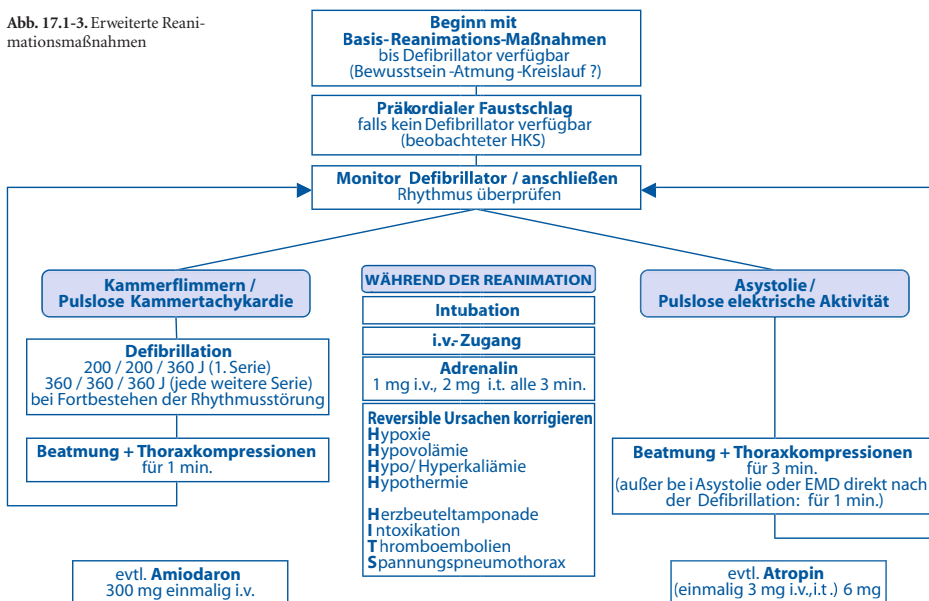 Abb. 17.1-3. Erweiterte Reani-
mationsmaßnahmen
Beginn mit
Basis-Reanimations-Maßnahmen
bis Defibrillator verfügbar
(Bewusstsein -Atmung -Kreislauf ?)
Präkordialer Faustschlag
falls kein Defibrillator verfügbar
(beobachteter HKS)
Monitor Defibrillator / anschließen
Rhythmus überprüfen
Kammerflimmern /
Pulslose Kammertachykardie
Defibrillation
200 / 200 / 360 J (1. Serie)
360 / 360 / 360 J (jede weitere Serie)
bei Fortbestehen der Rhythmusstörung
Beatmung + Thoraxkompressionen
für 1 min.
evtl. Amiodaron
300 mg einmalig i.v.
WÄHREND DER REANIMATION
Intubation
i.v.-Zugang
Adrenalin
1 mg i.v., 2 mg i.t. alle 3 min.
Reversible Ursachen korrigieren
Hypoxie
Hypovolämie
Hypo/ Hyperkaliämie
Hypothermie
Herzbeuteltamponade
I ntoxikation
T hromboembolien
Spannungspneumothorax
Asystolie /
Pulslose elektrische Aktivität
Beatmung + Thoraxkompressionen
für 3 min.
(außer be i Asystolie oder EMD direkt nach
der Defibrillation: für 1 min.)
evtl. Atropin
(einmalig 3 mg i.v.,i.t.) 6 mg